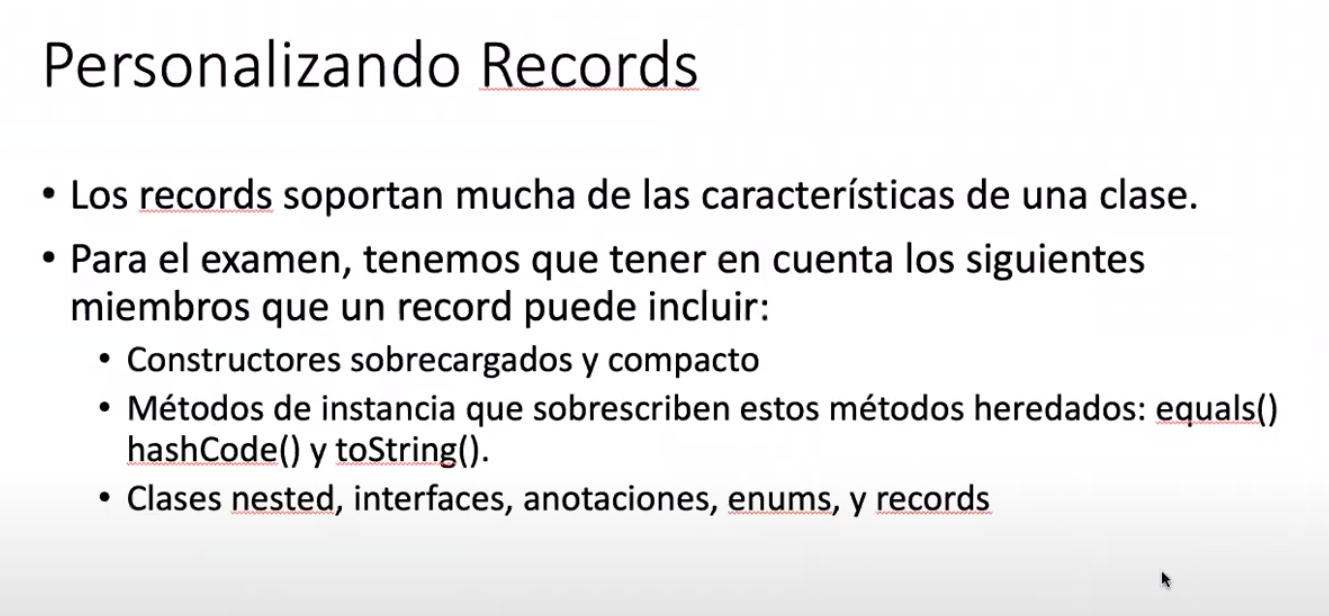 Personalizando Records
• Los records soportan mucha de las características de una clase.
• Para el examen, tenemos que tener en cuenta los siguientes
miembros que un record puede incluir:
• Constructores sobrecargados y compacto
• Métodos de instancia que sobrescriben estos métodos heredados: equals()
hashCode() y toString().
• Clases nested, interfaces, anotaciones, enums, y records